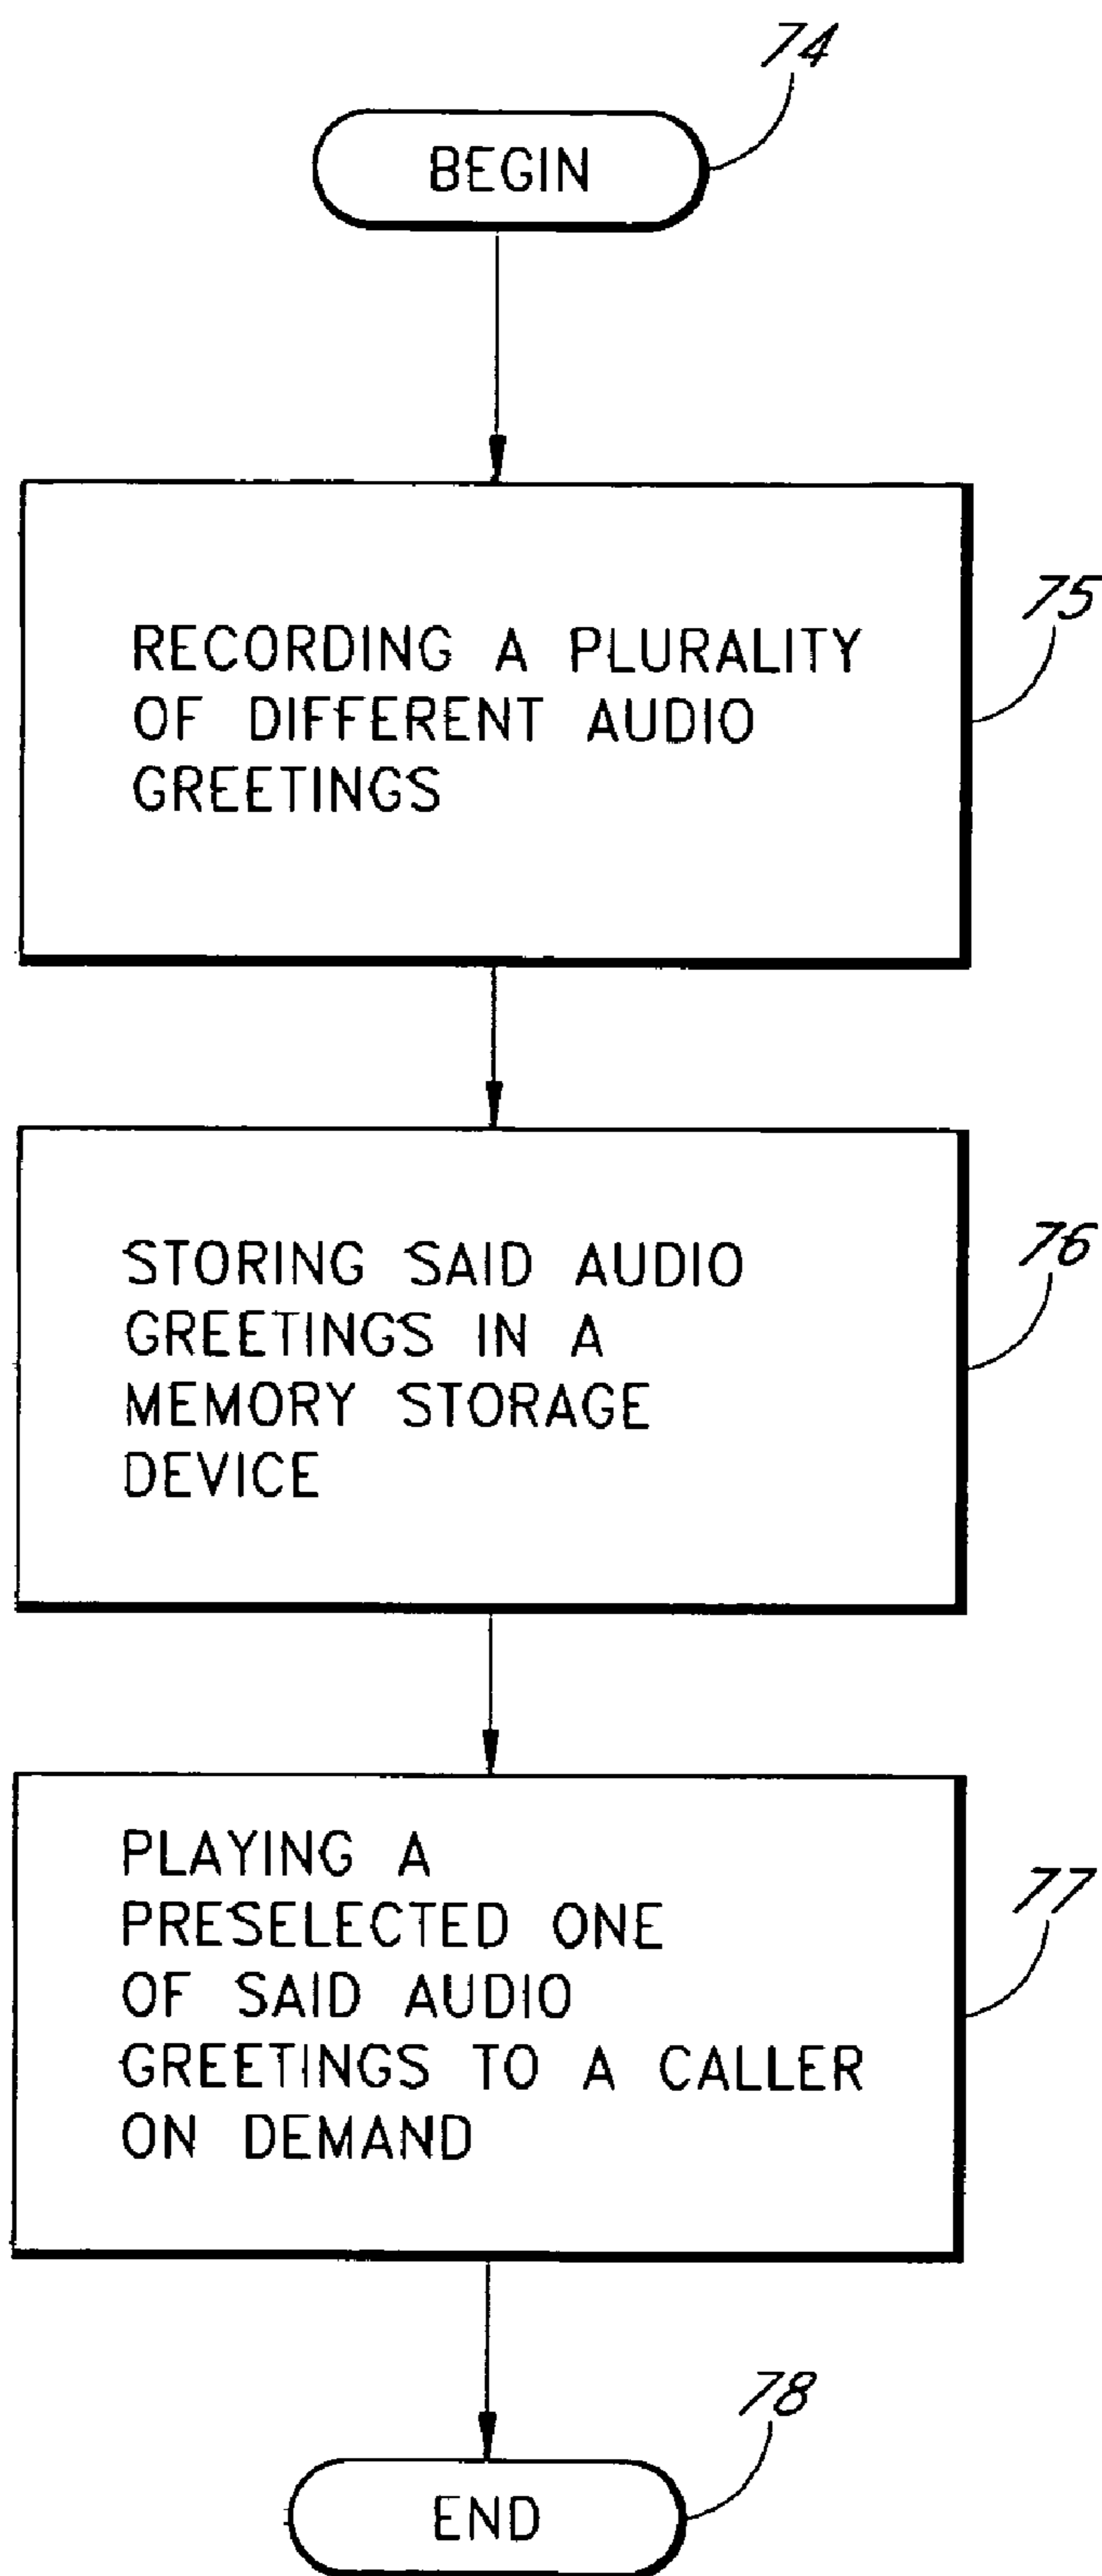 74
BEGIN
75
RECORDING A PLURALITY
OF DIFFERENT AUDIO
GREETINGS
76
STORING SAID AUDIO
GREETINGS IN A
MEMORY STORAGE
DEVICE
77
PLAYING A
PRESELECTED ONE
OF SAID AUDIO
GREETINGS TO A CALLER
ON DEMAND
78
END